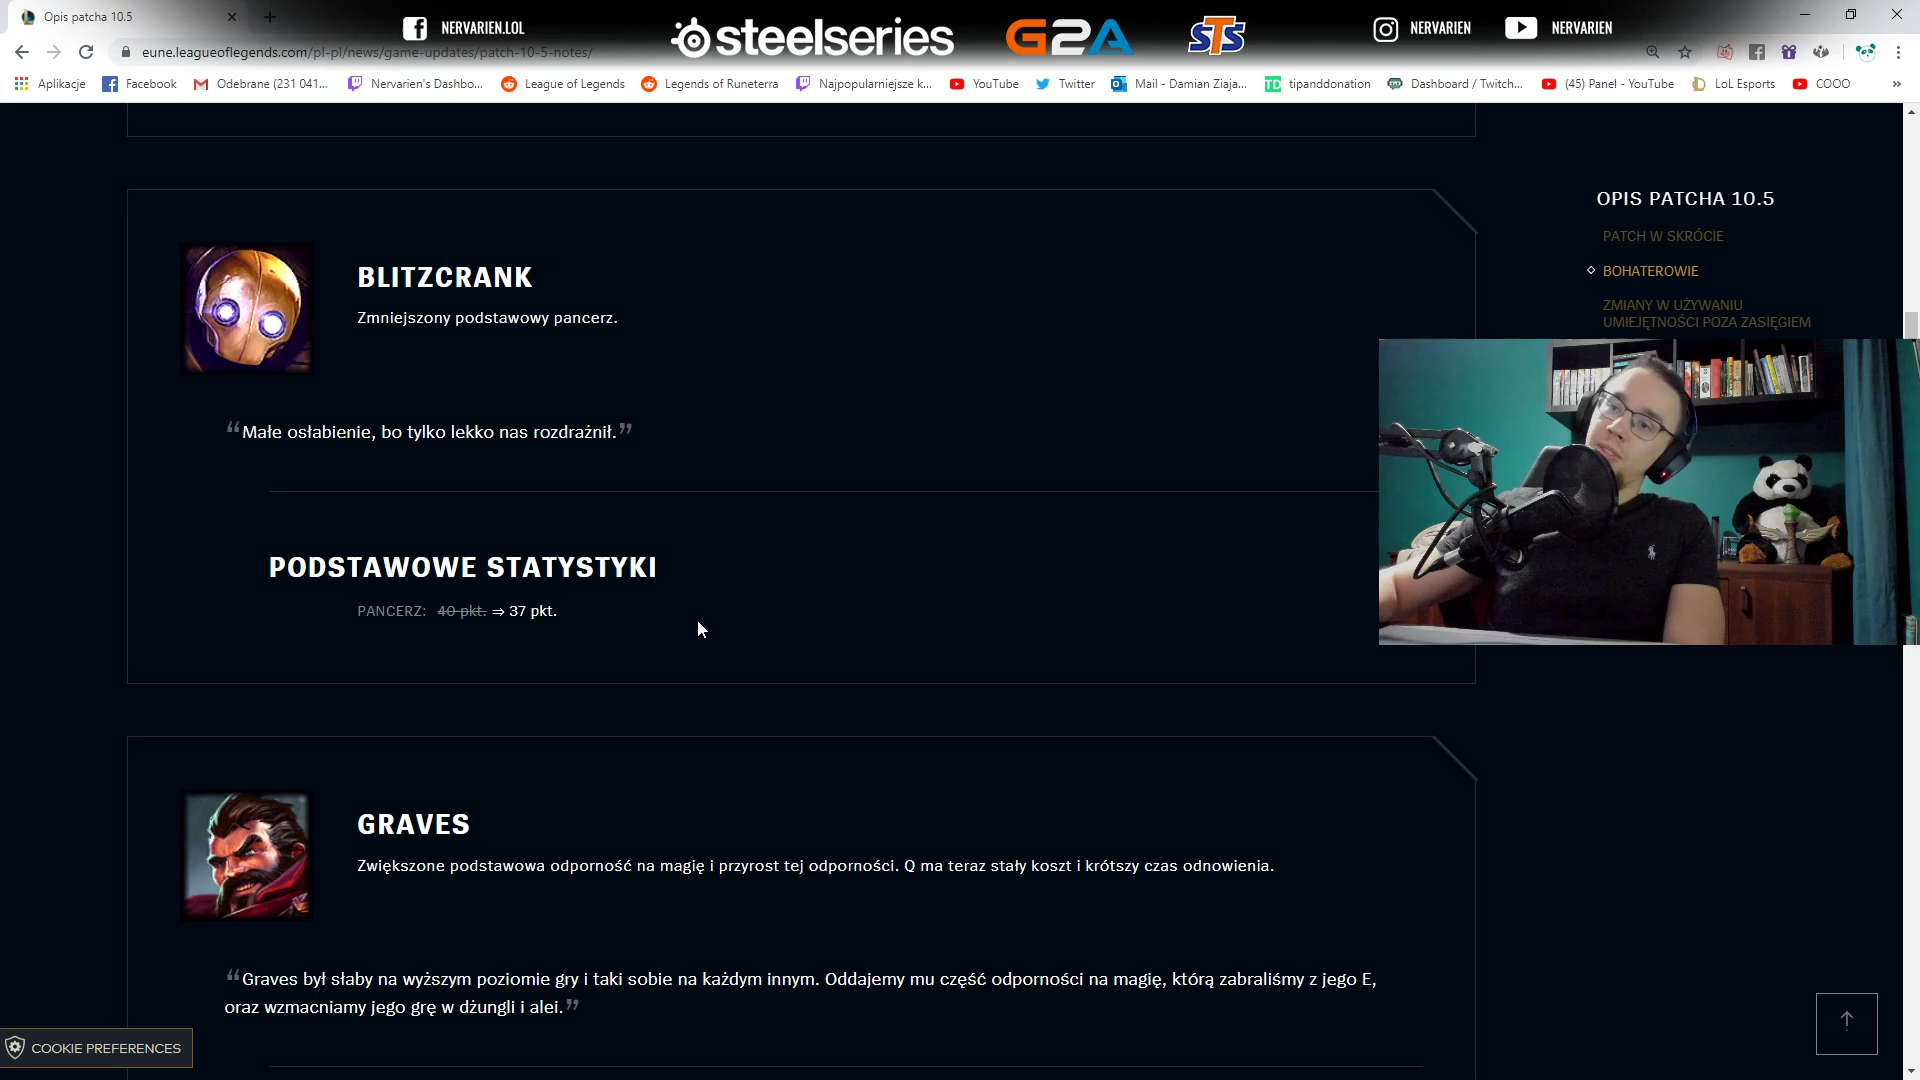 Opis patcha 10.5
NERVARIEN.LOL
steelseries
G2A
STS
NERVARIEN
NERVARIEN
eune.leagueoflegends.com/pl-pl/news/game-updates/patch-10-5-notes/
Aplikacje
Facebook
Odebrane (231 041...
Nervarien's Dashbo...
League of Legends
Legends of Runeterra
Najpopularniejsze k...
YouTube
Twitter
Mail - Damian Ziaja...
TD tipanddonation
Dashboard / Twitch...
(45) Panel - YouTube
LoL Esports
COOO
»
OPIS PATCHA 10.5
PATCH W SKRÓCIE
BOHATEROWIE
ZMIANY W UŻYWANIU
UMIEJĘTNOŚCI POZA ZASIĘGIEM
BLITZCRANK
Zmniejszony podstawowy pancerz.
“Małe osłabienie, bo tylko lekko nas rozdrażnił.”
PODSTAWOWE STATYSTYKI
PANCERZ: 40 pkt. ⇒ 37 pkt.
GRAVES
Zwiększone podstawowa odporność na magię i przyrost tej odporności. Q ma teraz stały koszt i krótszy czas odnowienia.
“Graves był słaby na wyższym poziomie gry i taki sobie na każdym innym. Oddajemy mu część odporności na magię, którą zabraliśmy z jego E,
oraz wzmacniamy jego grę w dżungli i alei.”
COOKIE PREFERENCES